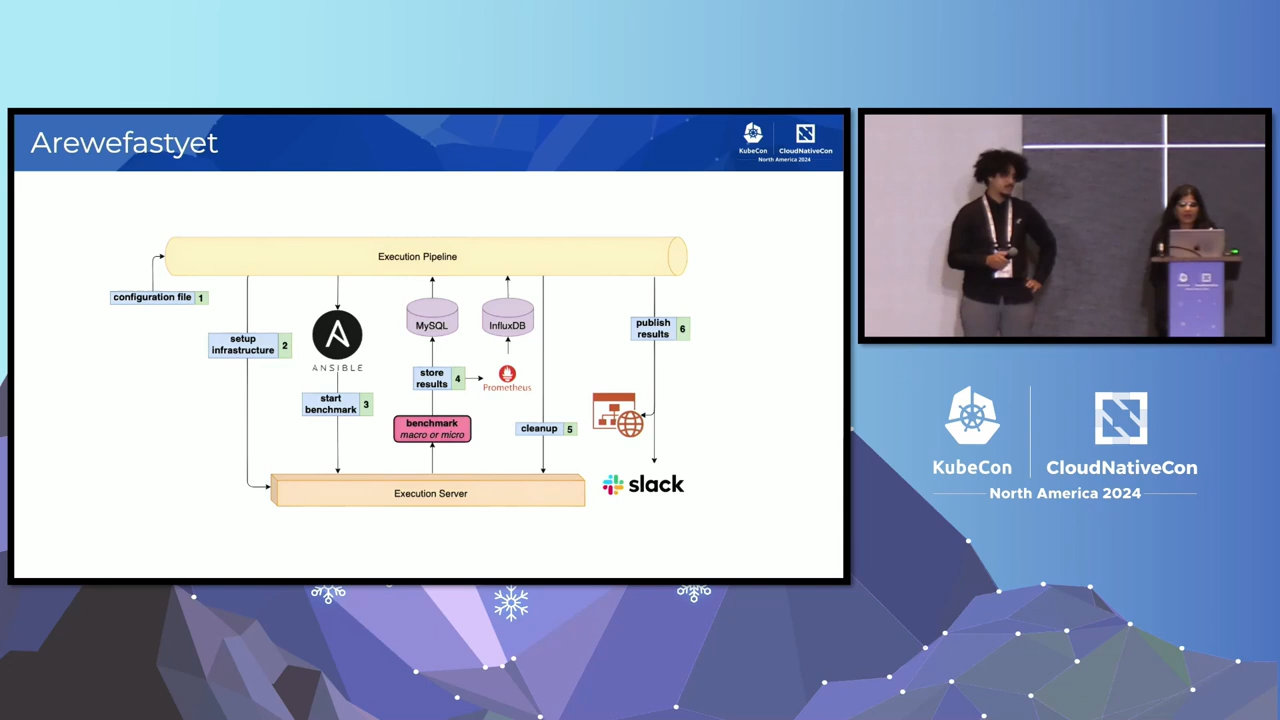 Arewefastyet
KubeCon
CloudNativeCon
North America 2024
Execution Pipeline
configuration file 1
setup
infrastructure 2
ANSIBLE
start
benchmark 3
MySQL
InfluxDB
store
results 4
Prometheus
benchmark
macro or micro
cleanup 5
publish
results 6
slack
Execution Server
KubeCon
CloudNativeCon
North America 2024